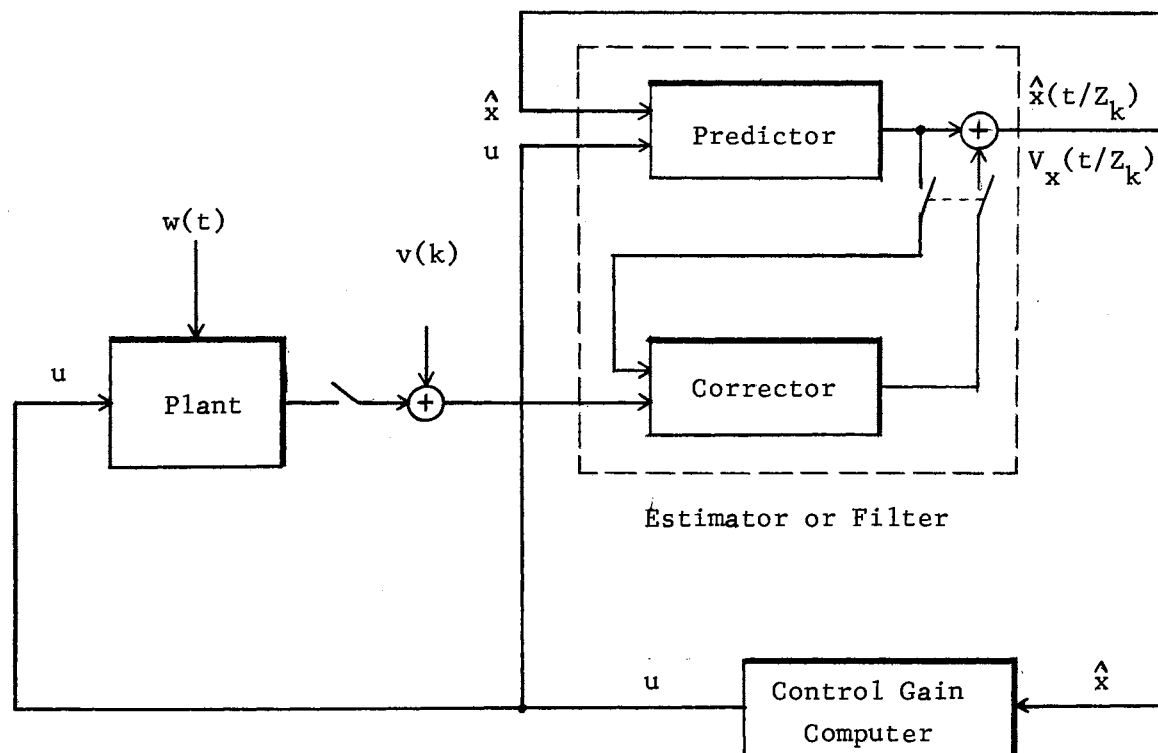 x̂
u
Predictor
x̂(t/Z_k)
V_x(t/Z_k)
w(t)
v(k)
u
Plant
Corrector
Estimator or Filter
u
Control Gain
Computer
x̂